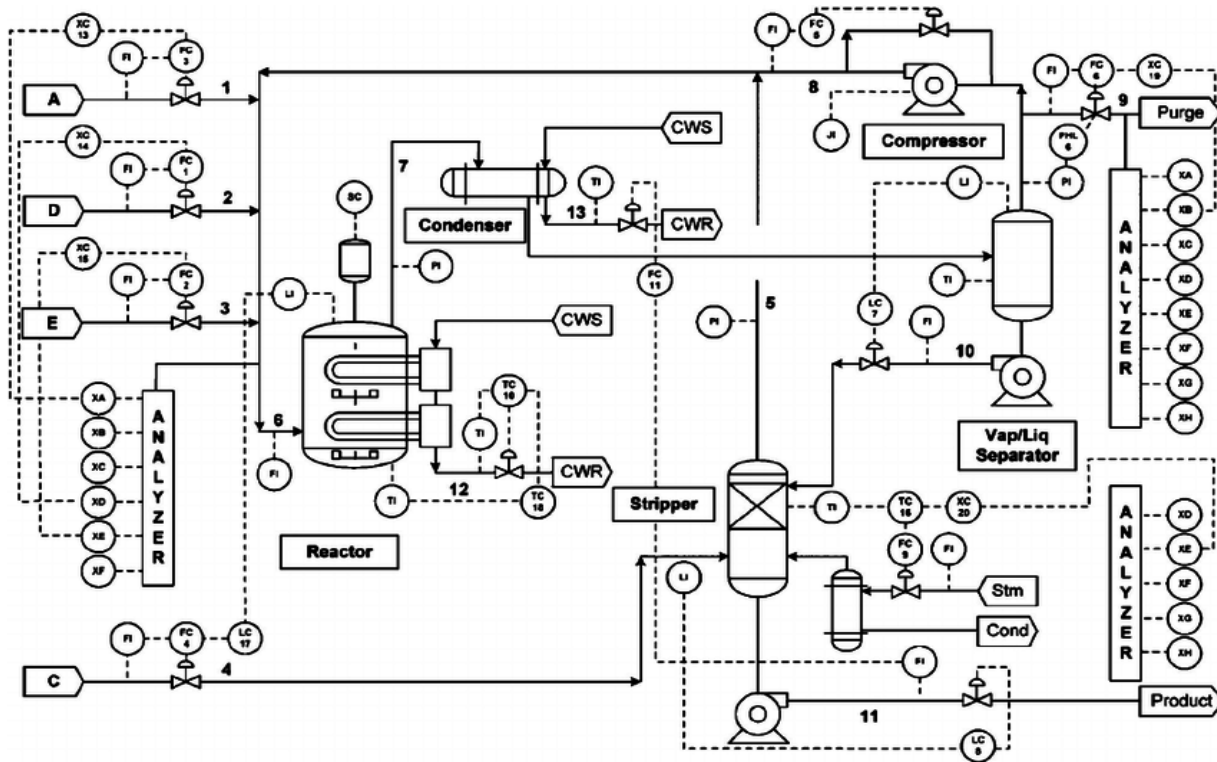 XC 13
FI
FC 3
A
1
XC 14
FI
FC 1
D
2
XC 15
FI
FC 2
E
3
LI
SC
7
CWS
Condenser
TI
13
CWR
PI
FC 11
FI
FC 5
8
JI
Compressor
FI
FC 6
XC 19
9
Purge
PHL 6
PI
LI
TI
LC 7
FI
10
Vap/Liq
Separator
ANALYZER
XA
XB
XC
XD
XE
XF
XG
XH
CWS
TC 10
TI
CWR
12
TI
TC 18
6
FI
Reactor
ANALYZER
XA
XB
XC
XD
XE
XF
PI
5
Stripper
TI
TC 16
XC 20
FC 9
FI
Stm
Cond
LI
ANALYZER
XD
XE
XF
XG
XH
FI
FC 4
LC 17
C
4
FI
11
Product
LC 8